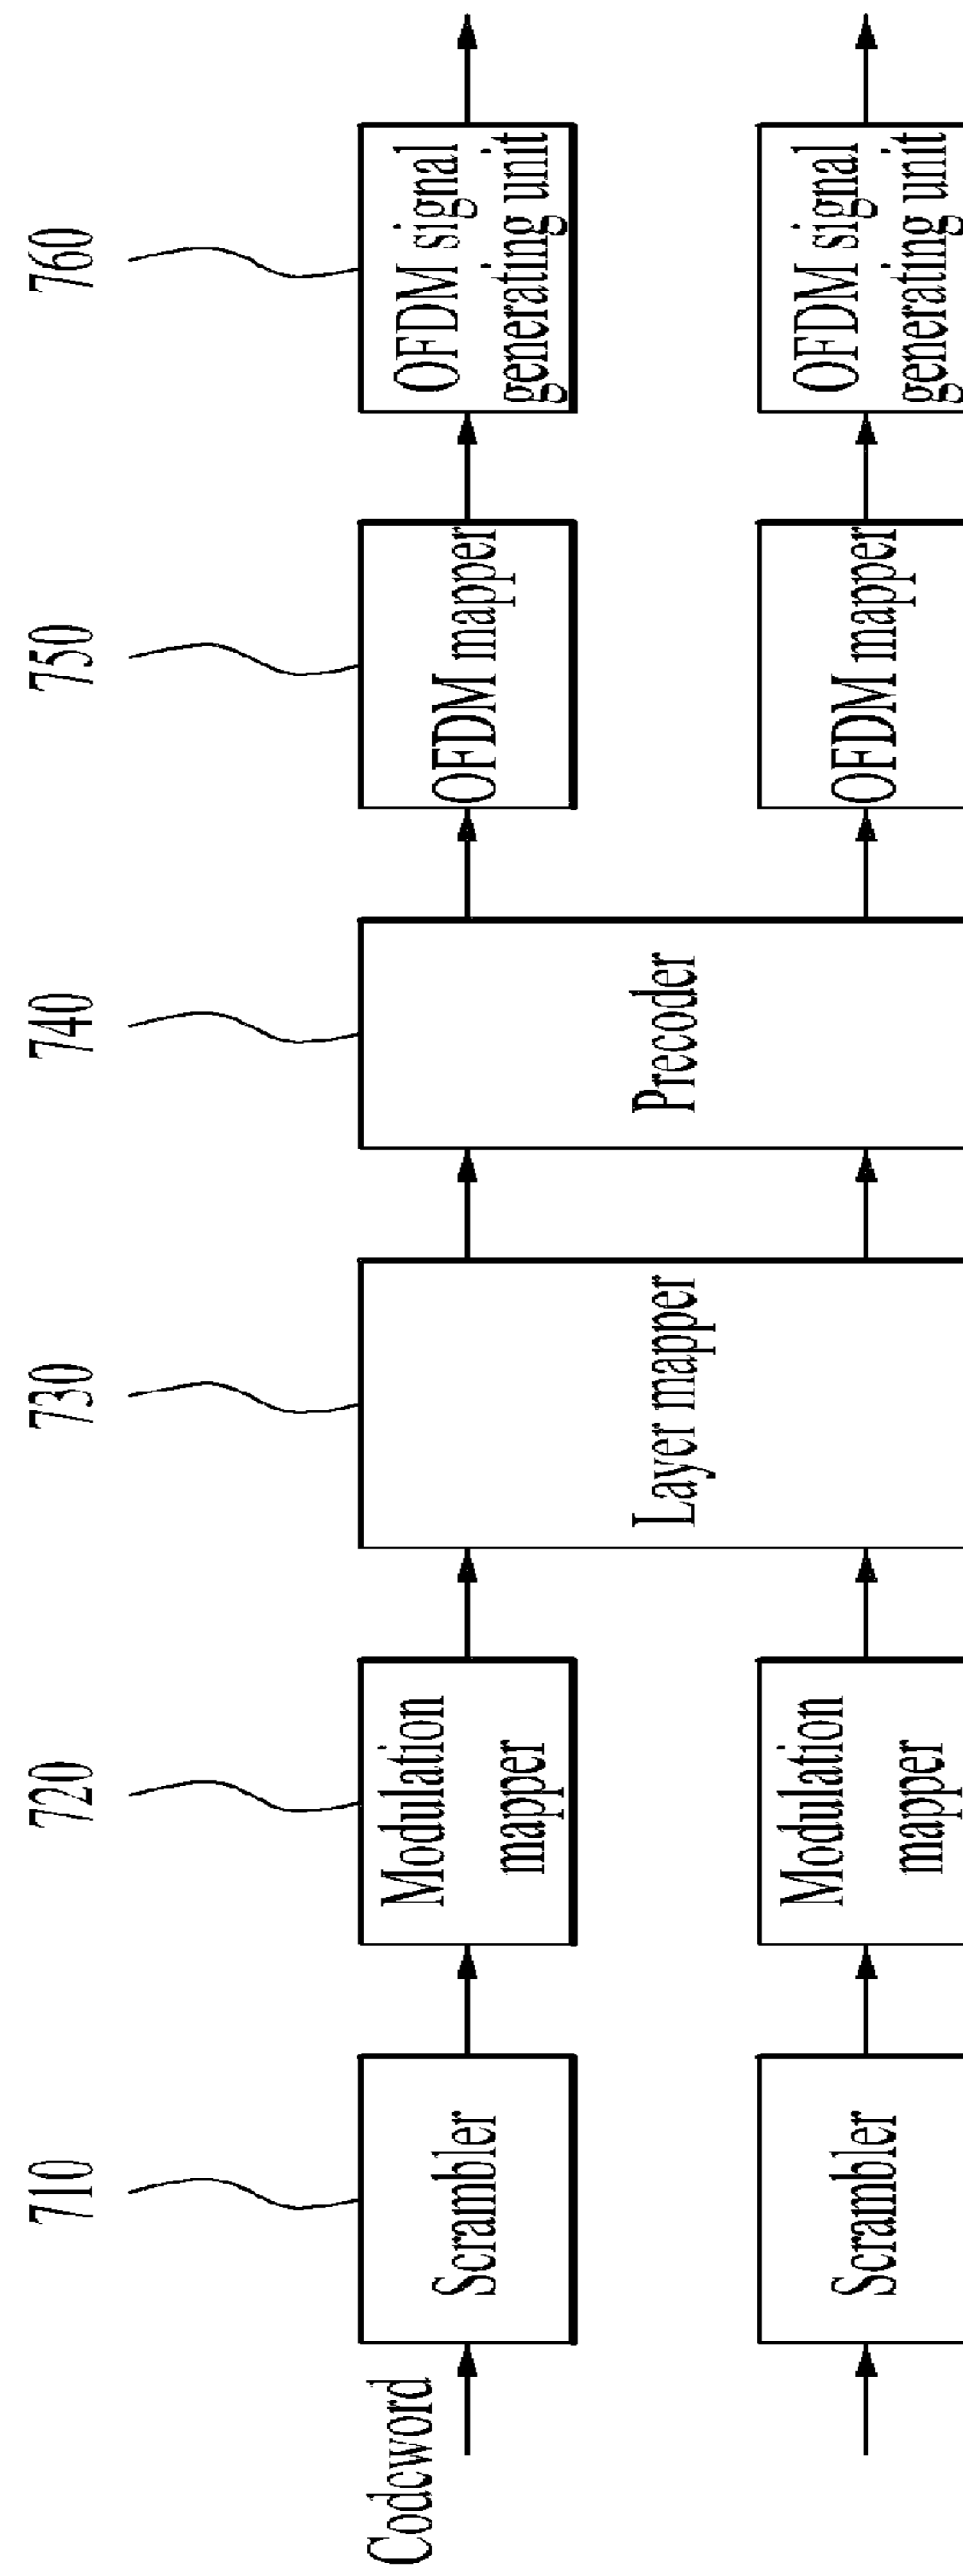 710
720
730
740
750
760
Codeword
Scrambler
Modulation
mapper
Layer mapper
Precoder
OFDM mapper
OFDM signal
generating unit
Scrambler
Modulation
mapper
OFDM mapper
OFDM signal
generating unit